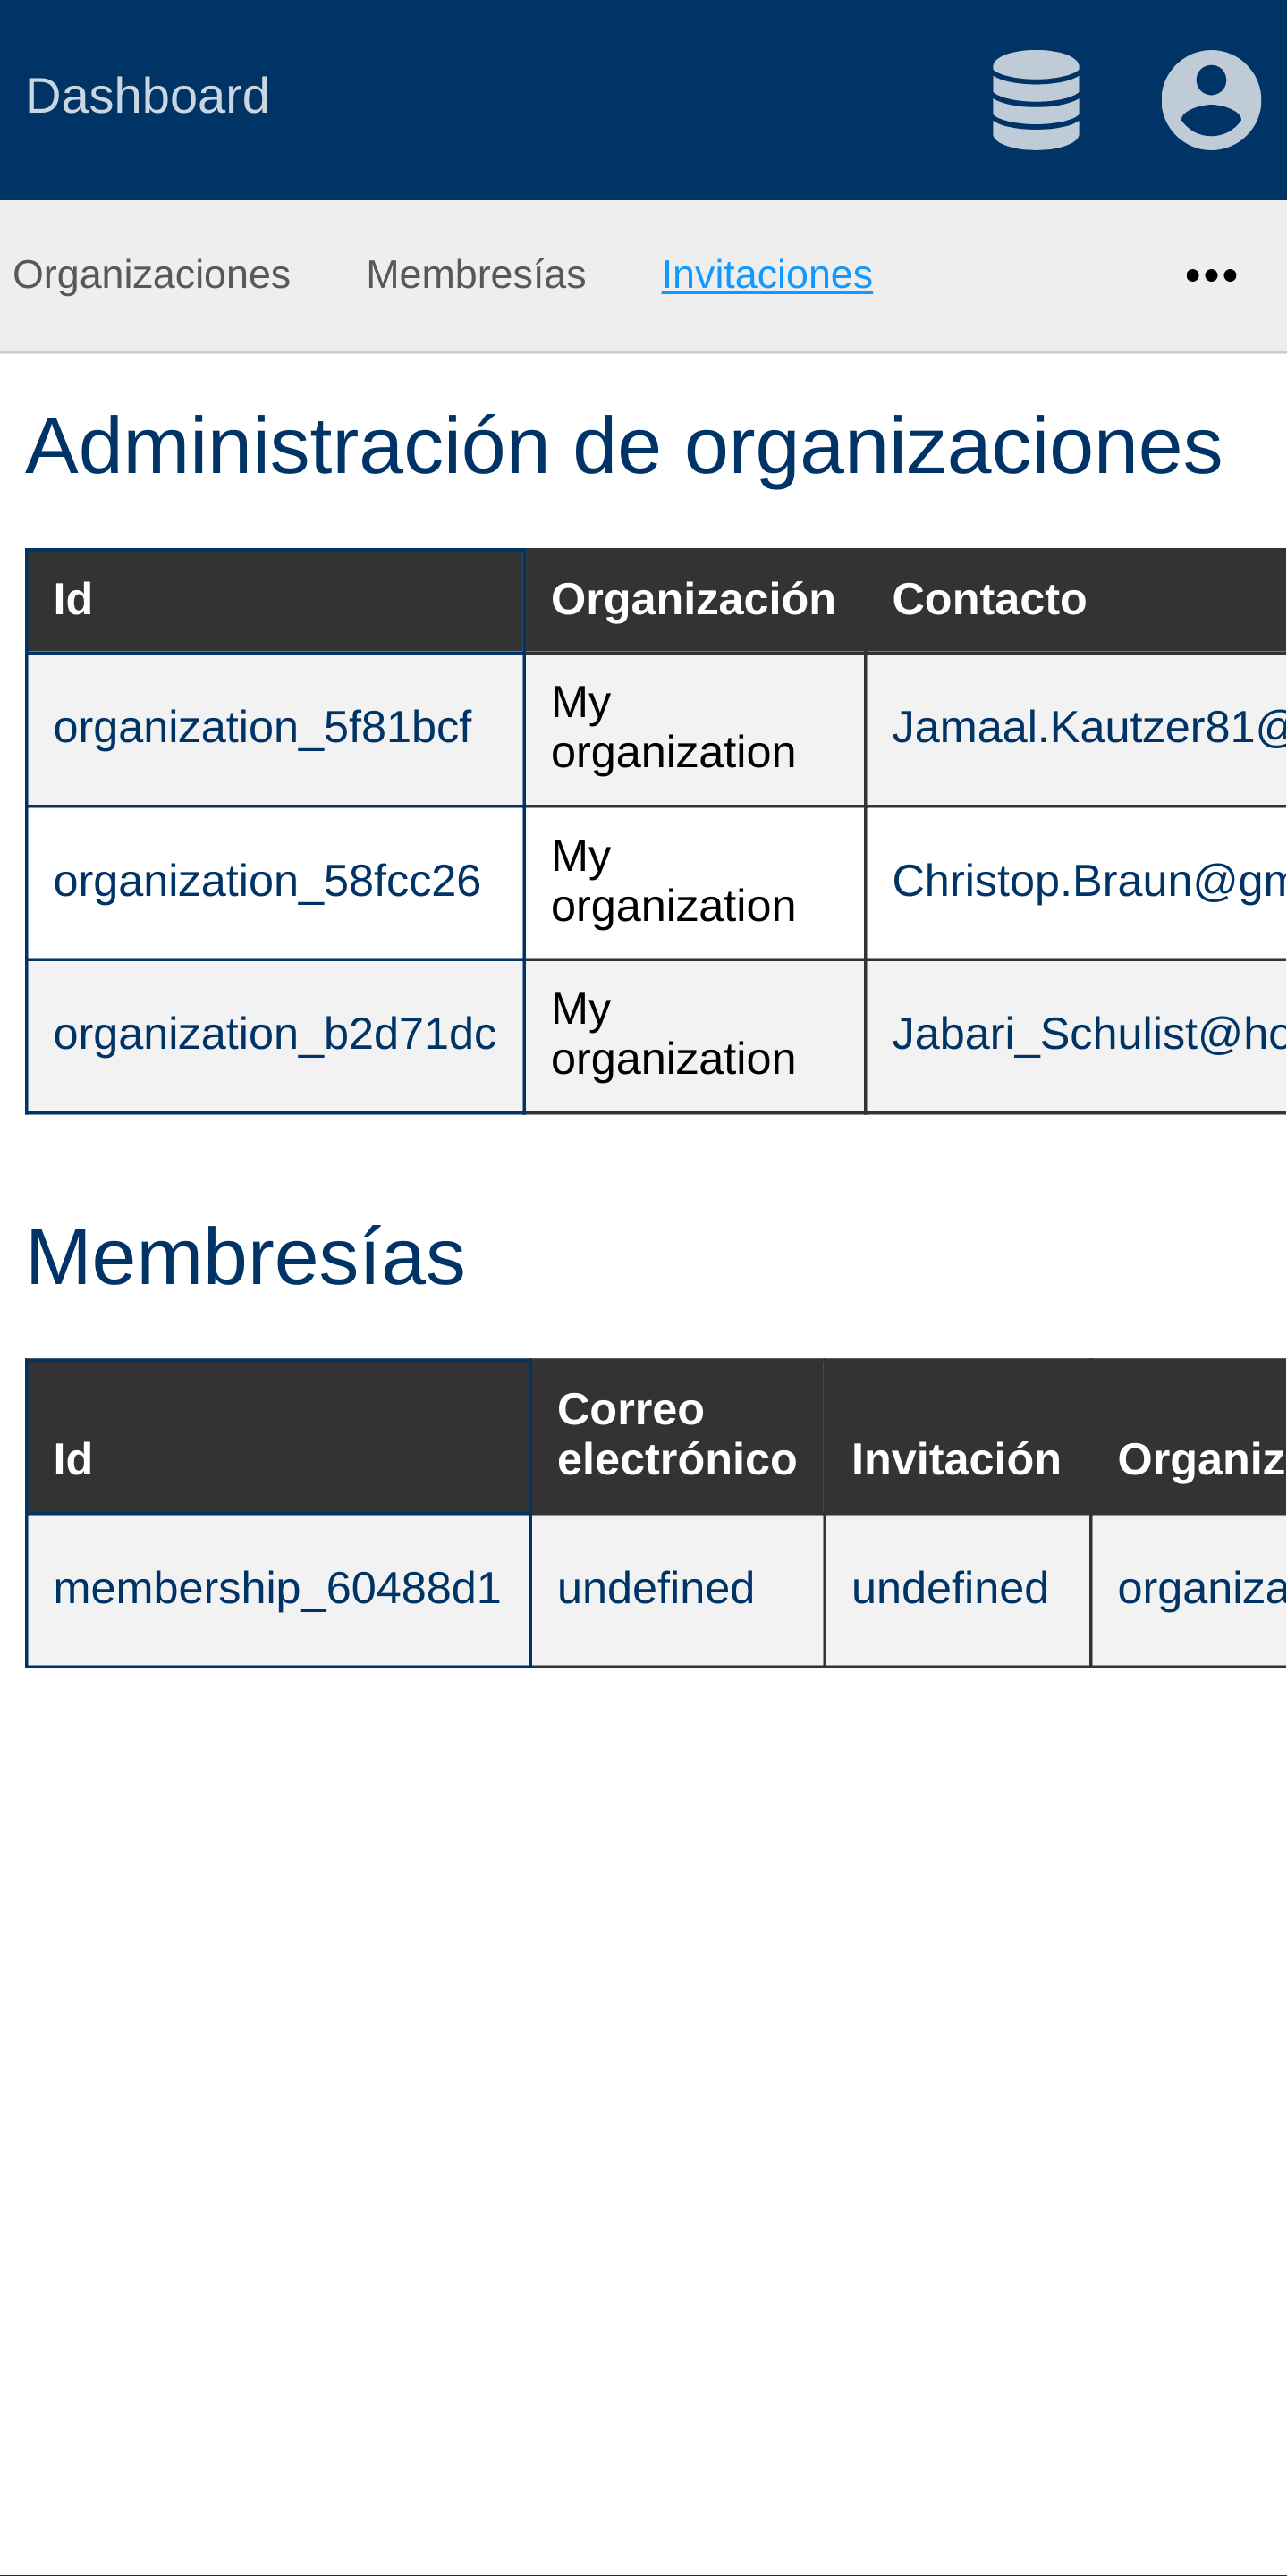 Dashboard
Organizaciones Membresías Invitaciones
Administración de organizaciones
Id Organización Contacto
organization_5f81bcf My organization Jamaal.Kautzer81@
organization_58fcc26 My organization Christop.Braun@gm
organization_b2d71dc My organization Jabari_Schulist@ho
Membresías
Id Correo electrónico Invitación Organiz
membership_60488d1 undefined undefined organiza